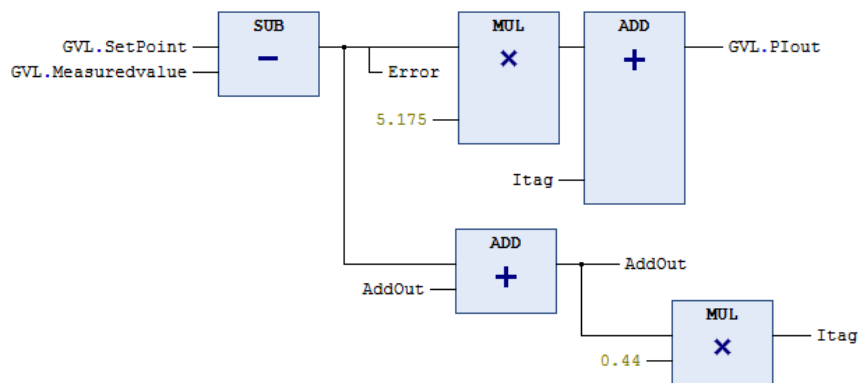 SUB
GVL.SetPoint
GVL.Measuredvalue
−
Error
MUL
×
5.175
ADD
+
GVL.PIout
Itag
ADD
+
AddOut
AddOut
MUL
×
0.44
Itag